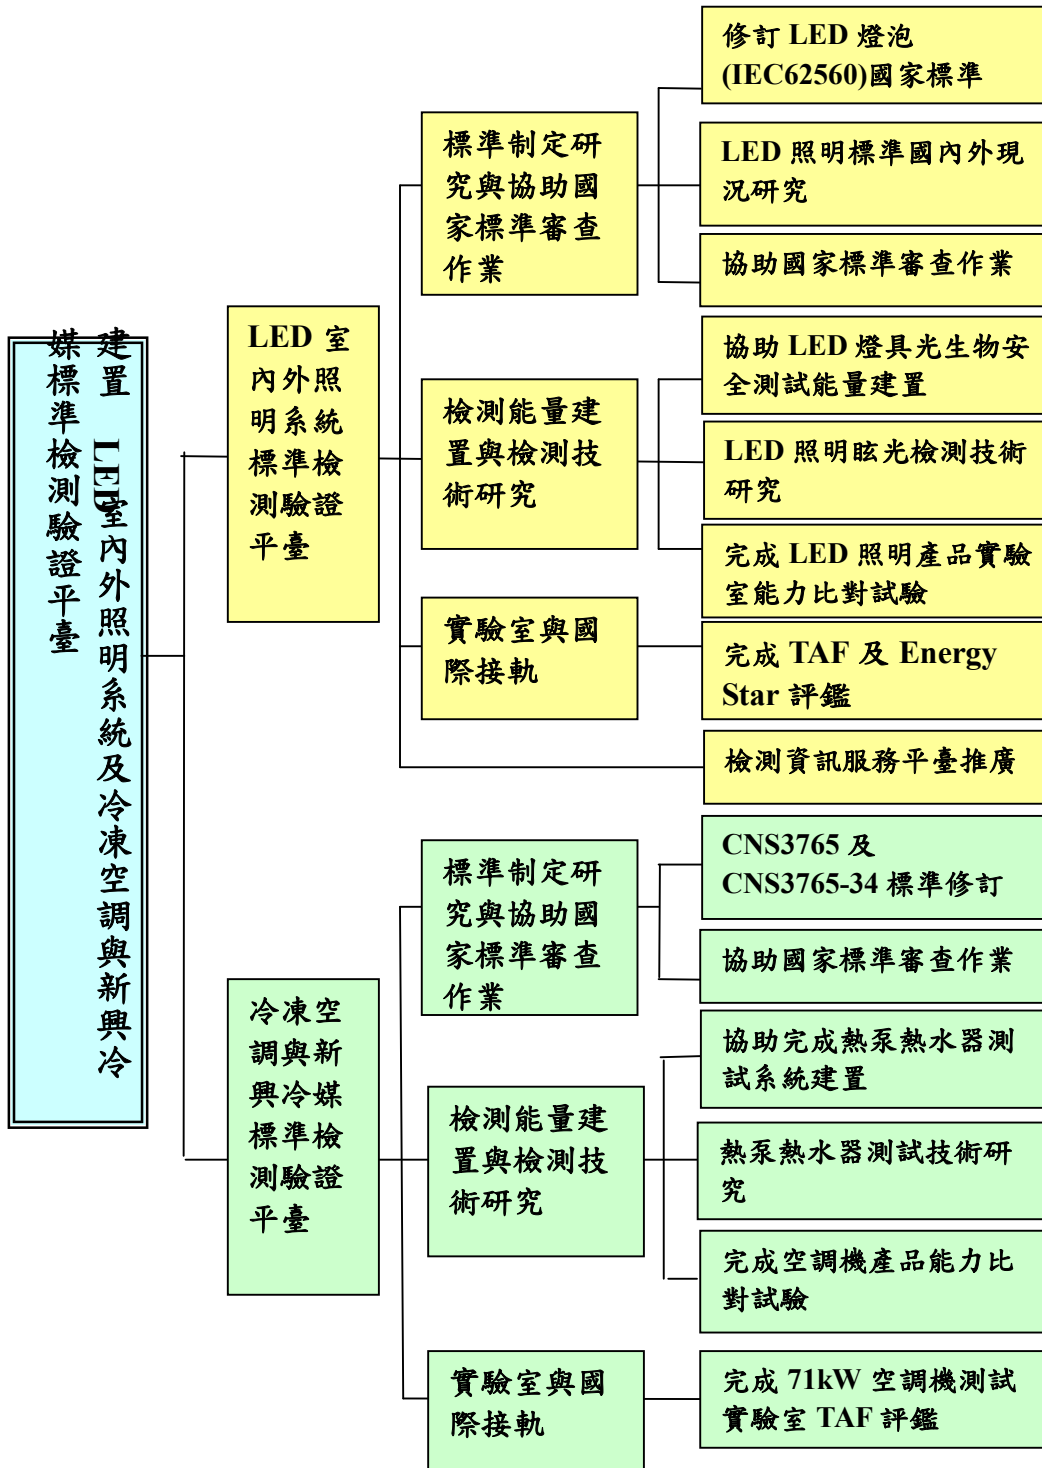 建置 LED室內外照明系統及冷凍空調與新興冷
媒標準檢測驗證平臺
LED 室
內外照
明系統
標準檢
測驗證
平臺
標準制定研
究與協助國
家標準審查
作業
修訂 LED 燈泡
(IEC62560)國家標準
LED 照明標準國內外現
況研究
協助國家標準審查作業
檢測能量建
置與檢測技
術研究
協助 LED 燈具光生物安
全測試能量建置
LED 照明眩光檢測技術
研究
完成 LED 照明產品實驗
室能力比對試驗
實驗室與國
際接軌
完成 TAF 及 Energy
Star 評鑑
檢測資訊服務平臺推廣
冷凍空
調與新
興冷媒
標準檢
測驗證
平臺
標準制定研
究與協助國
家標準審查
作業
CNS3765 及
CNS3765-34 標準修訂
協助國家標準審查作業
檢測能量建
置與檢測技
術研究
協助完成熱泵熱水器測
試系統建置
熱泵熱水器測試技術研
究
完成空調機產品能力比
對試驗
實驗室與國
際接軌
完成 71kW 空調機測試
實驗室 TAF 評鑑